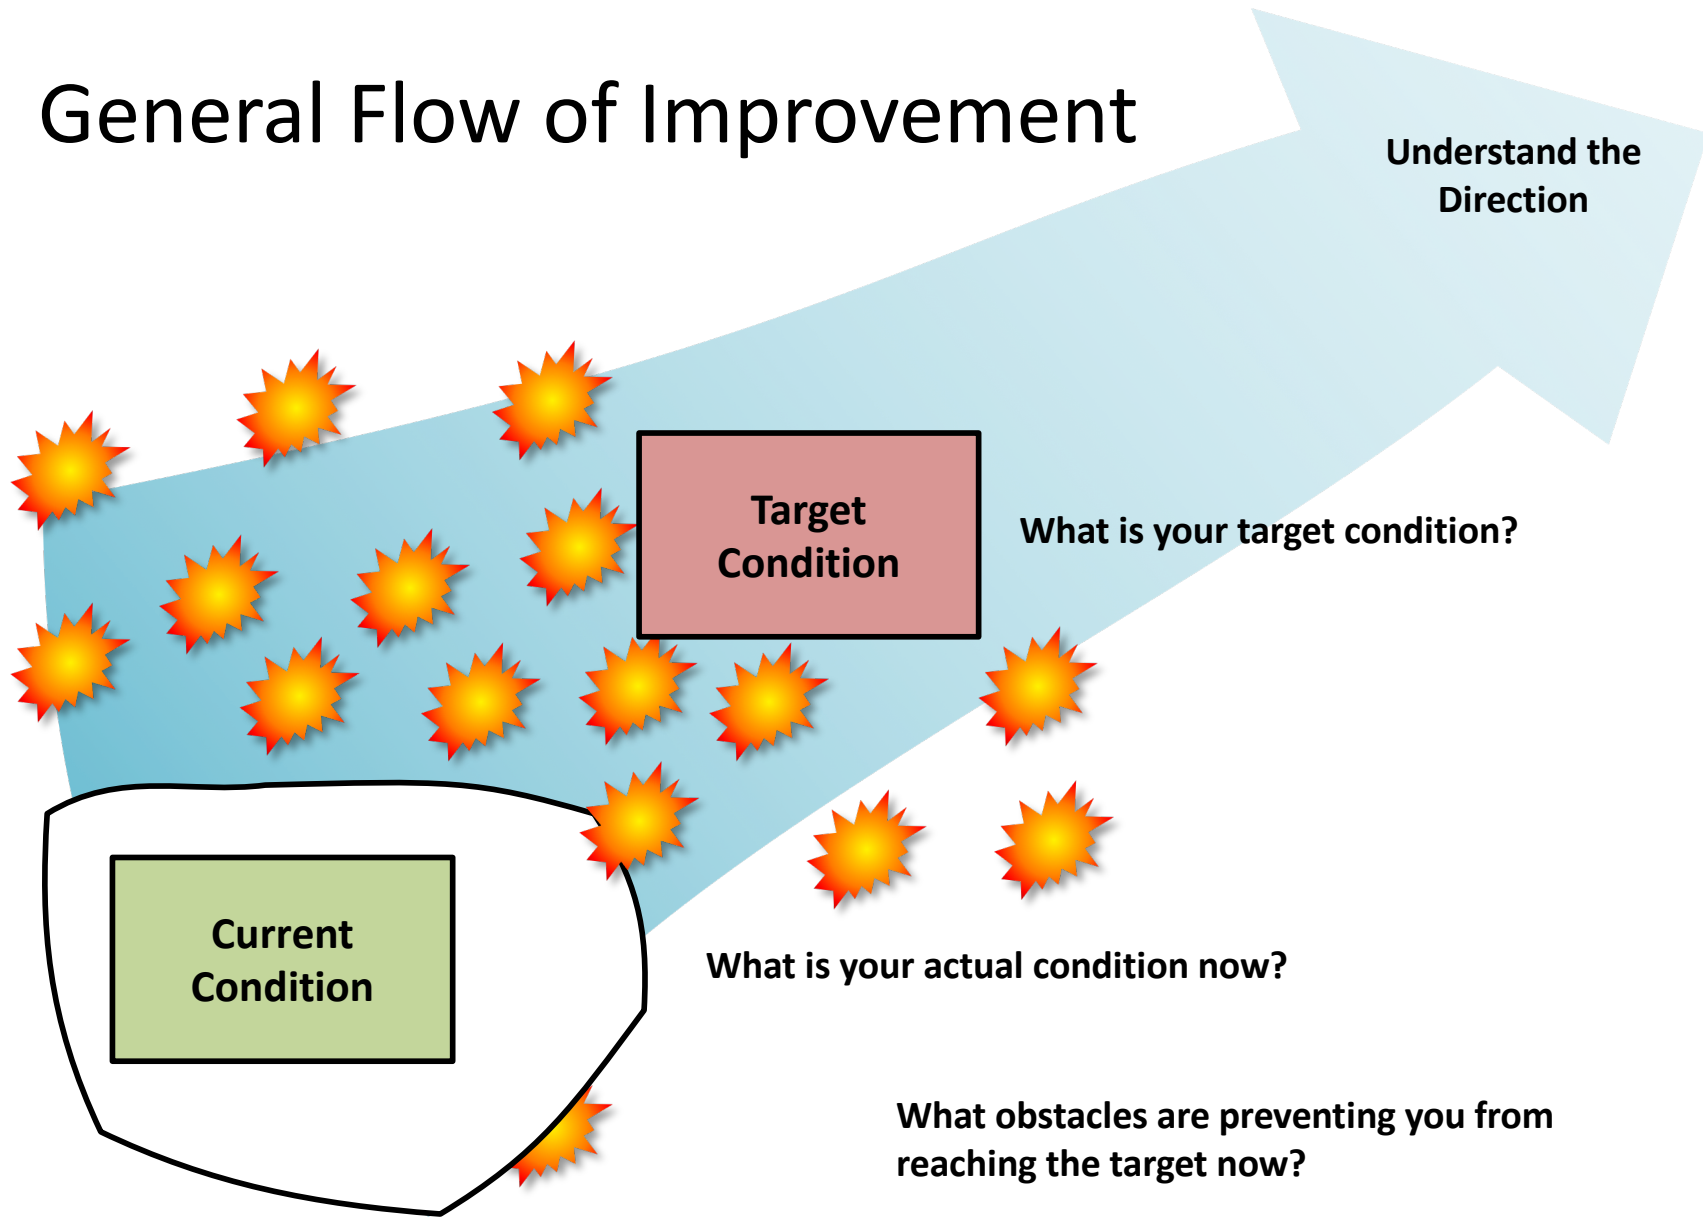 General Flow of Improvement
Understand the
Direction
Target
Condition
What is your target condition?
Current
Condition
What is your actual condition now?
What obstacles are preventing you from
reaching the target now?